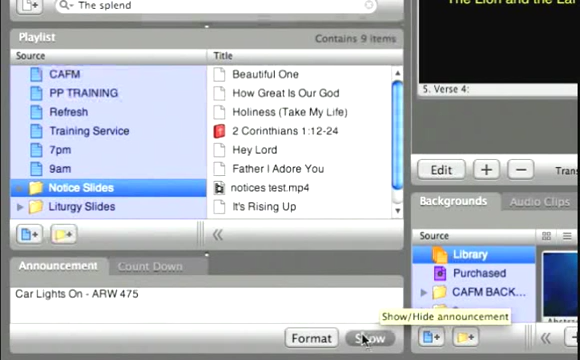 The splend
The Lion and the La
Playlist
Contains 9 items
Source
Title
CAFM
PP TRAINING
Refresh
Training Service
7pm
9am
Notice Slides
Liturgy Slides
Beautiful One
How Great Is Our God
Holiness (Take My Life)
2 Corinthians 1:12-24
Hey Lord
Father I Adore You
notices test.mp4
It's Rising Up
5. Verse 4:
Edit
Trans
Backgrounds
Audio Clips
Source
Library
Purchased
CAFM BACK...
Abstra
Announcement
Count Down
Car Lights On - ARW 475
Show/Hide announcement
Format
Show